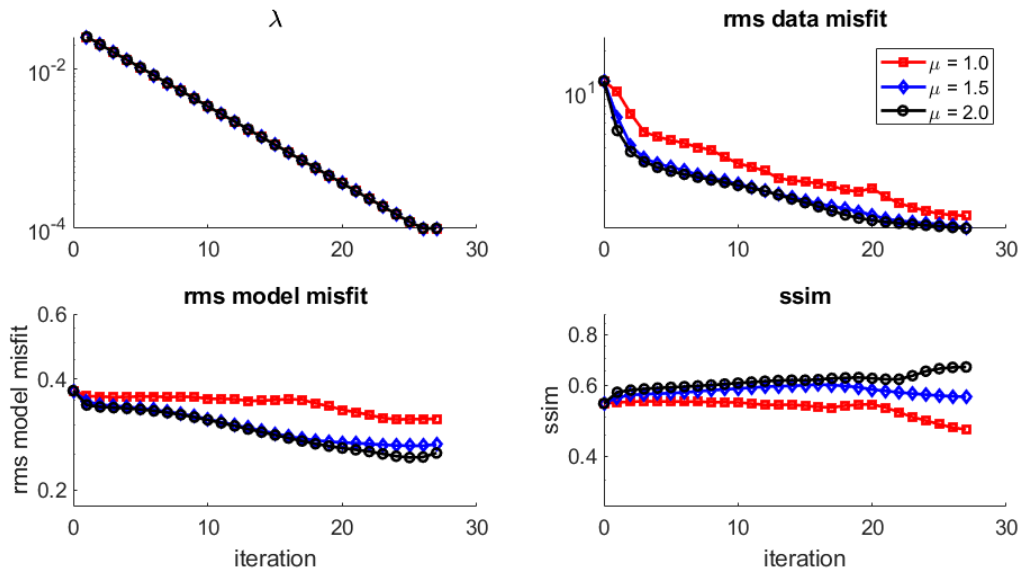 λ
10⁻²
10⁻⁴
0 10 20 30
rms data misfit
10¹
μ = 1.0
μ = 1.5
μ = 2.0
0 10 20 30
rms model misfit
rms model misfit
0.6
0.4
0.2
0 10 20 30
iteration
ssim
ssim
0.8
0.6
0.4
0 10 20 30
iteration